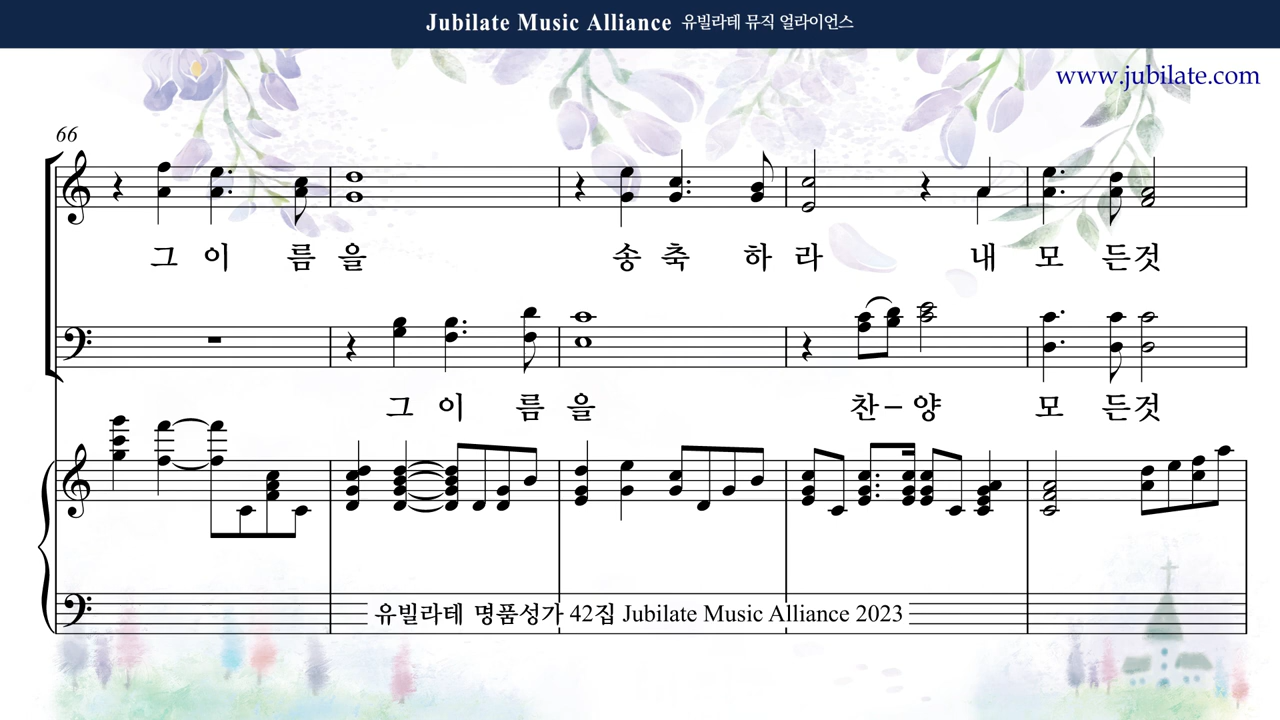 Jubilate Music Alliance 유빌라테 뮤직 얼라이언스
www.jubilate.com
66
그 이 름 을 송 축 하 라 내 모 든 것
그 이 름 을 찬 – 양 모 든 것
유빌라테 명품성가 42집 Jubilate Music Alliance 2023